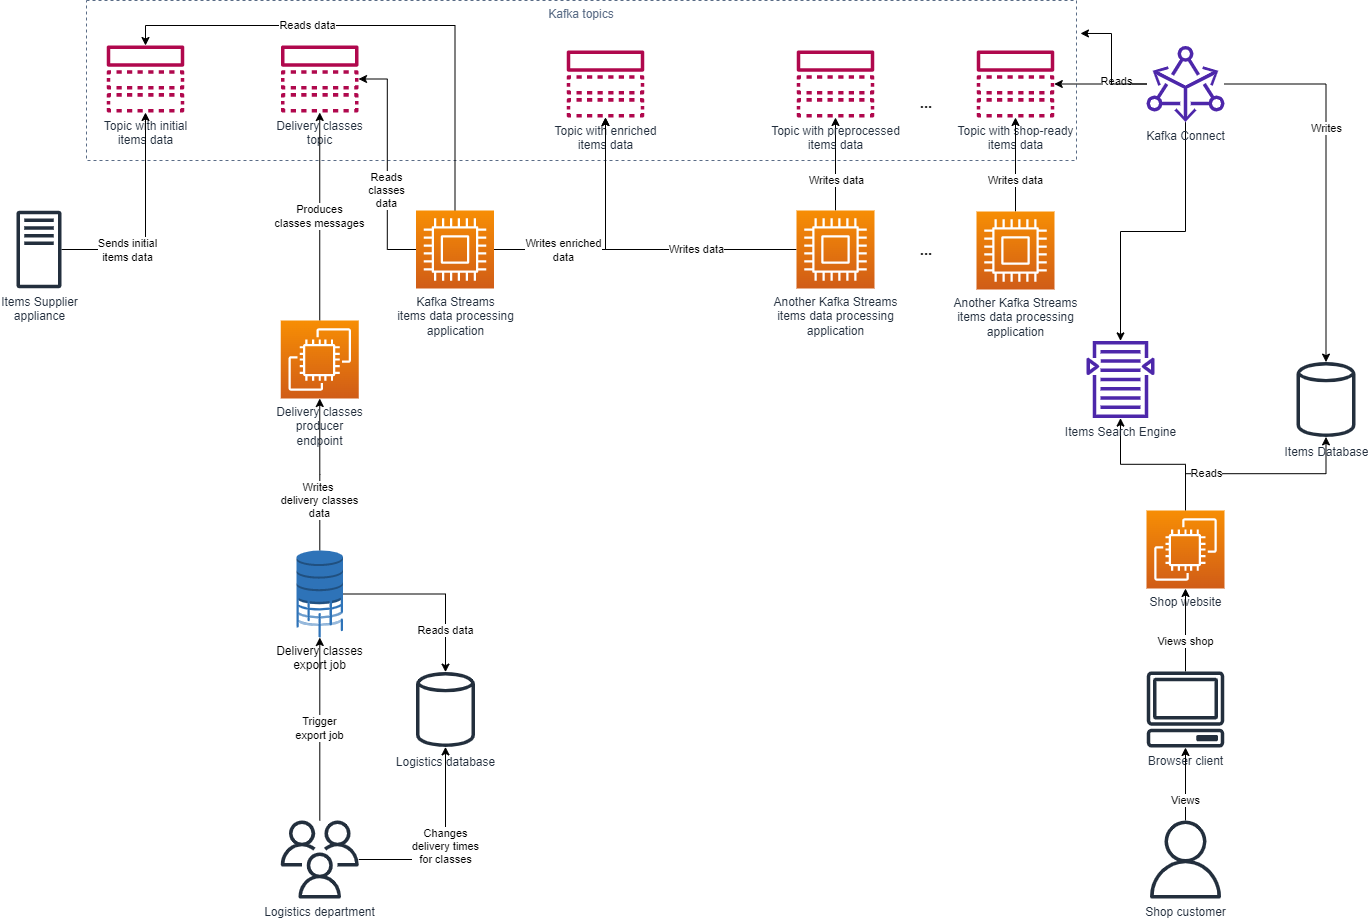 Kafka topics
Reads data
Topic with initial
items data
Delivery classes
topic
Topic with enriched
items data
Topic with preprocessed
items data
...
Topic with shop-ready
items data
Reads
Kafka Connect
Writes
Reads
classes
data
Writes data
Writes data
Produces
classes messages
Sends initial
items data
Writes enriched
data
Writes data
...
Items Supplier
appliance
Kafka Streams
items data processing
application
Another Kafka Streams
items data processing
application
Another Kafka Streams
items data processing
application
Delivery classes
producer
endpoint
Items Search Engine
Items Database
Reads
Writes
delivery classes
data
Shop website
Reads data
Views shop
Delivery classes
export job
Trigger
export job
Logistics database
Browser client
Views
Changes
delivery times
for classes
Logistics department
Shop customer